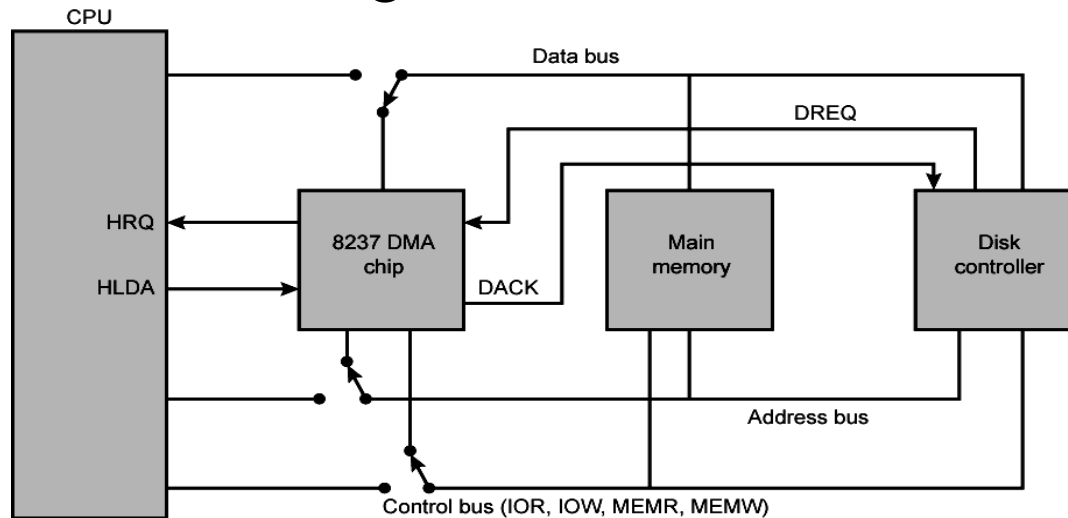 CPU
Data bus
DREQ
HRQ
8237 DMA
chip
Main
memory
Disk
controller
HLDA
DACK
Address bus
Control bus (IOR, IOW, MEMR, MEMW)